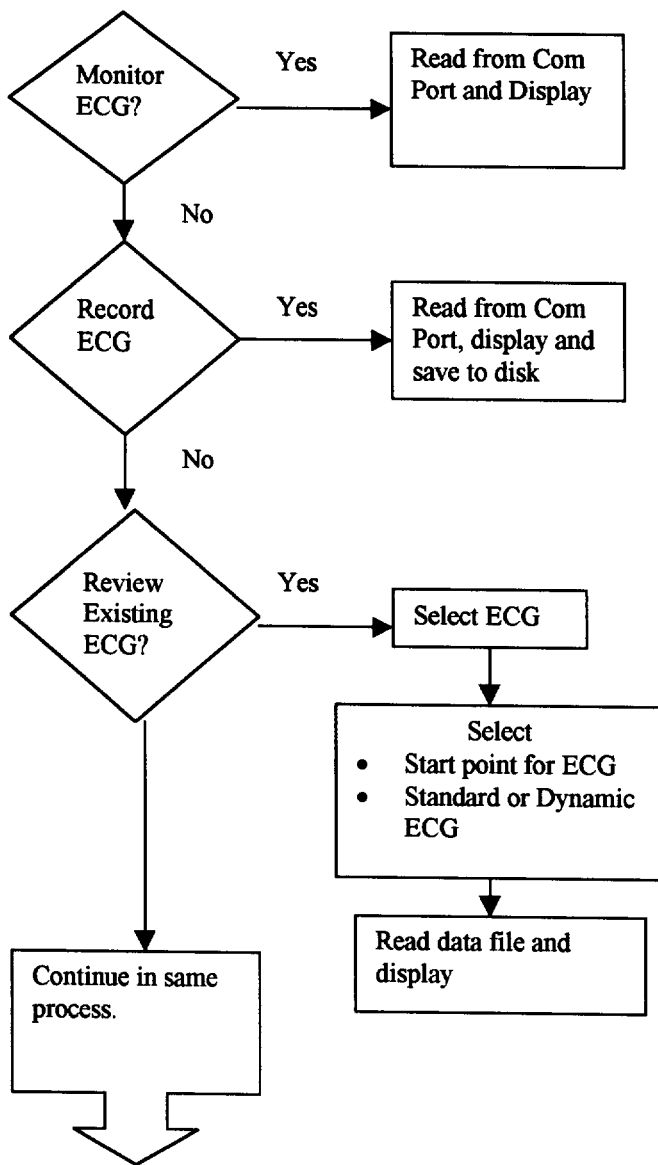 Monitor
ECG?
Yes
Read from Com
Port and Display
No
Record
ECG
Yes
Read from Com
Port, display and
save to disk
No
Review
Existing
ECG?
Yes
Select ECG
Select
• Start point for ECG
• Standard or Dynamic
ECG
Read data file and
display
Continue in same
process.